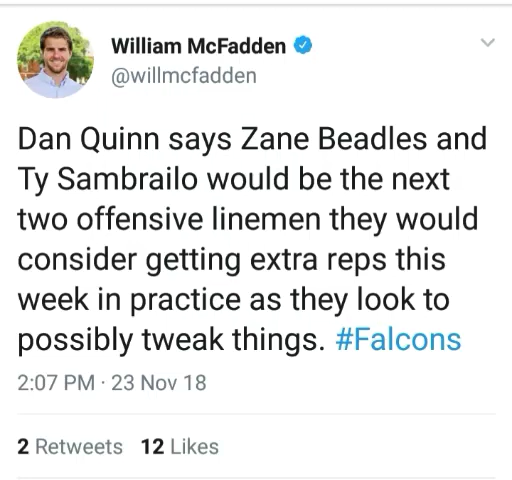 William McFadden
@willmcfadden
Dan Quinn says Zane Beadles and
Ty Sambrailo would be the next
two offensive linemen they would
consider getting extra reps this
week in practice as they look to
possibly tweak things. #Falcons
2:07 PM · 23 Nov 18
2 Retweets 12 Likes